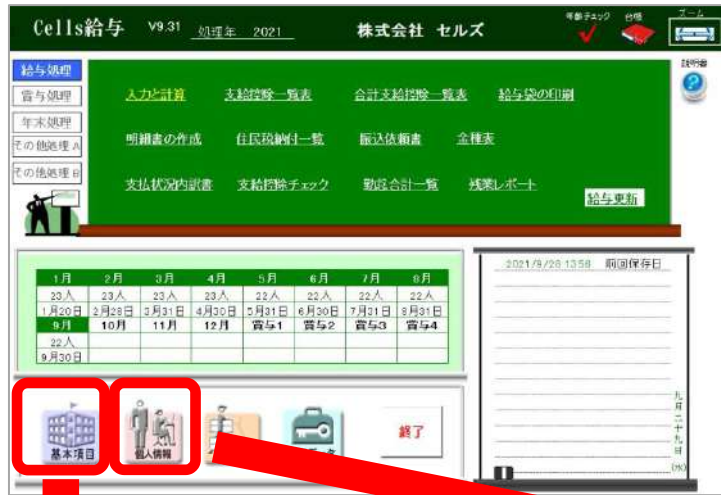 Cells給与 V9.31 処理年 2021 株式会社 セルズ 年齢チェック 台帳 ズーム
給与処理
賞与処理
年末処理
その他処理 A
その他処理 B
説明書
入力と計算 支給控除一覧表 合計支給控除一覧表 給与袋の印刷
明細書の作成 住民税納付一覧 振込依頼書 金種表
支払状況内訳書 支給控除チェック 勤怠合計一覧 残業レポート
給与更新
1月 2月 3月 4月 5月 6月 7月 8月
23人 23人 23人 23人 22人 22人 22人 22人
1月20日 2月28日 3月31日 4月30日 5月31日 6月30日 7月31日 8月31日
9月 10月 11月 12月 賞与1 賞与2 賞与3 賞与4
22人
9月30日
2021/9/28 13:56 前回保存日
九月二十九日
(水)
基本項目 個人情報
終了